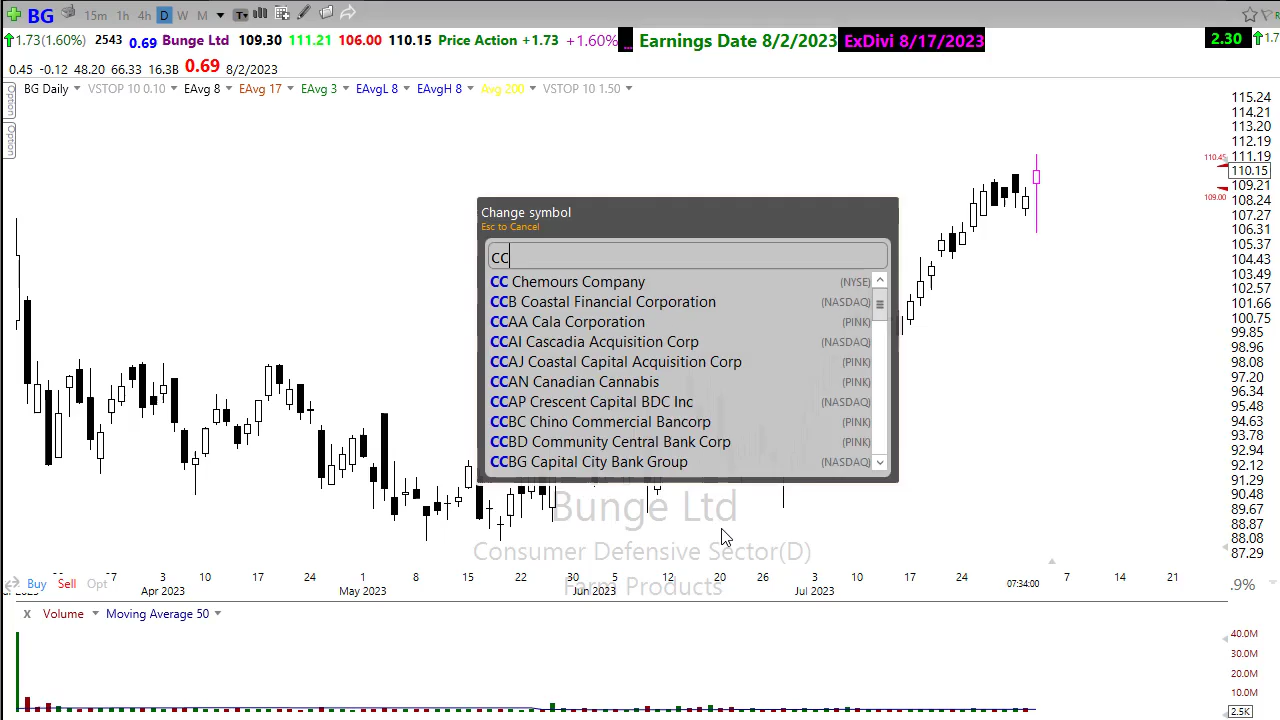 BG 15m 1h 4h D W M T
1.73(1.60%) 2543 0.69 Bunge Ltd 109.30 111.21 106.00 110.15 Price Action +1.73 +1.60% ... Earnings Date 8/2/2023 ExDivi 8/17/2023 2.30 1.7
0.45 -0.12 48.20 66.33 16.3B 0.69 8/2/2023
Option
Option
BG Daily VSTOP 10 0.10 EAvg 8 EAvg 17 EAvg 3 EAvgL 8 EAvgH 8 Avg 200 VSTOP 10 1.50
115.24
114.21
113.20
112.19
110.45 111.19
110.15
109.21
109.00 108.24
107.27
106.31
105.37
104.43
103.49
102.57
101.66
100.75
99.85
98.96
98.08
97.20
96.34
95.48
94.63
93.78
92.94
92.12
91.29
90.48
89.67
88.87
88.08
87.29
Change symbol
Esc to Cancel
CC
CC Chemours Company (NYSE)
CCB Coastal Financial Corporation (NASDAQ)
CCAA Cala Corporation (PINK)
CCAI Cascadia Acquisition Corp (NASDAQ)
CCAJ Coastal Capital Acquisition Corp (PINK)
CCAN Canadian Cannabis (PINK)
CCAP Crescent Capital BDC Inc (NASDAQ)
CCBC Chino Commercial Bancorp (PINK)
CCBD Community Central Bank Corp (PINK)
CCBG Capital City Bank Group (NASDAQ)
Bunge Ltd
Consumer Defensive Sector(D)
Farm Products
27 3 10 17 24 1 8 15 22 30 5 12 20 26 3 10 17 24 07:34:00 7 14 21
Buy Sell Opt .9%
2023 Apr 2023 May 2023 Jun 2023 Jul 2023
X Volume Moving Average 50
40.0M
30.0M
20.0M
10.0M
2.5K